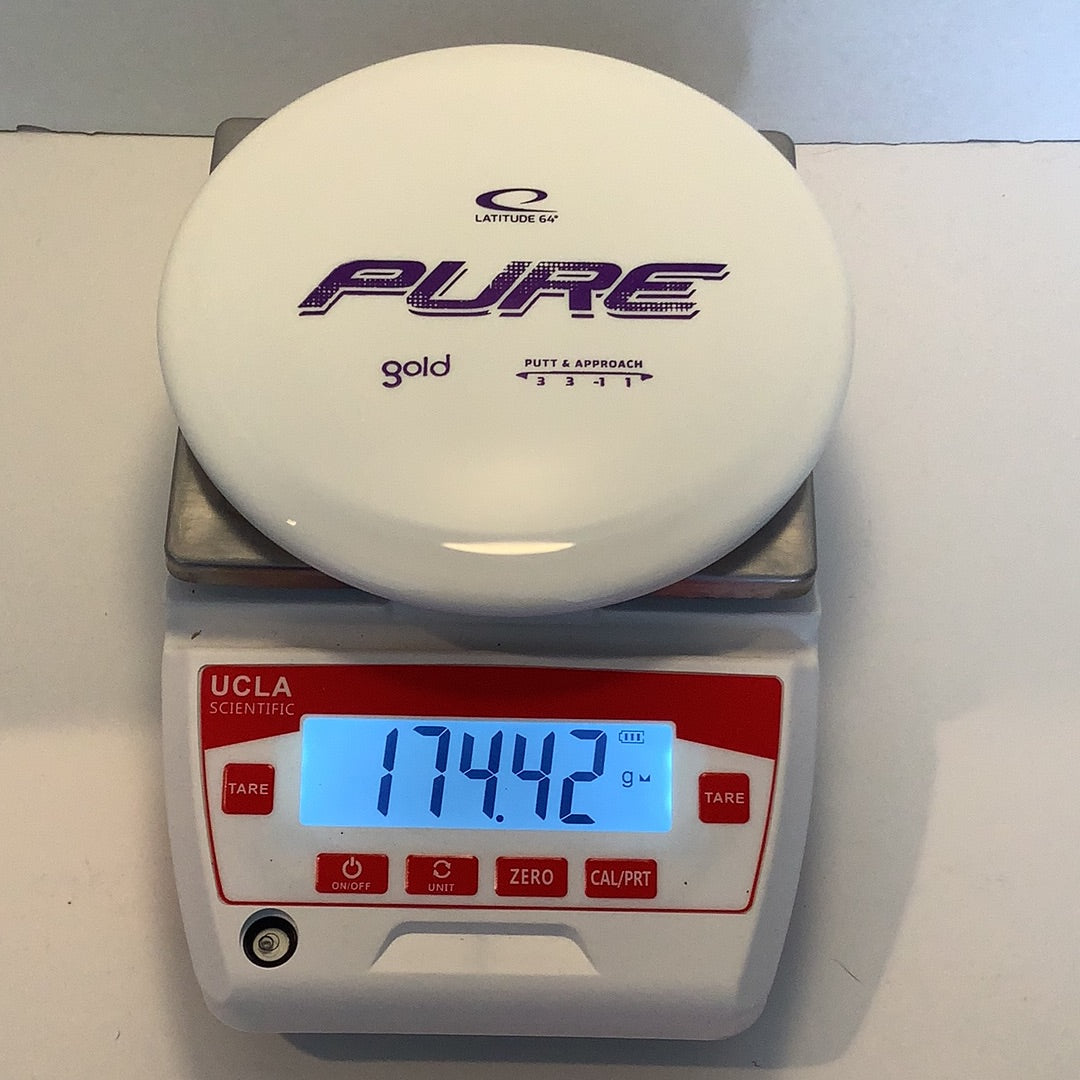 LATITUDE 64°
PURE
gold
PUTT & APPROACH
3 3 -1 1
UCLA
SCIENTIFIC
174.42 g
TARE
TARE
ON/OFF
UNIT
ZERO
CAL/PRT